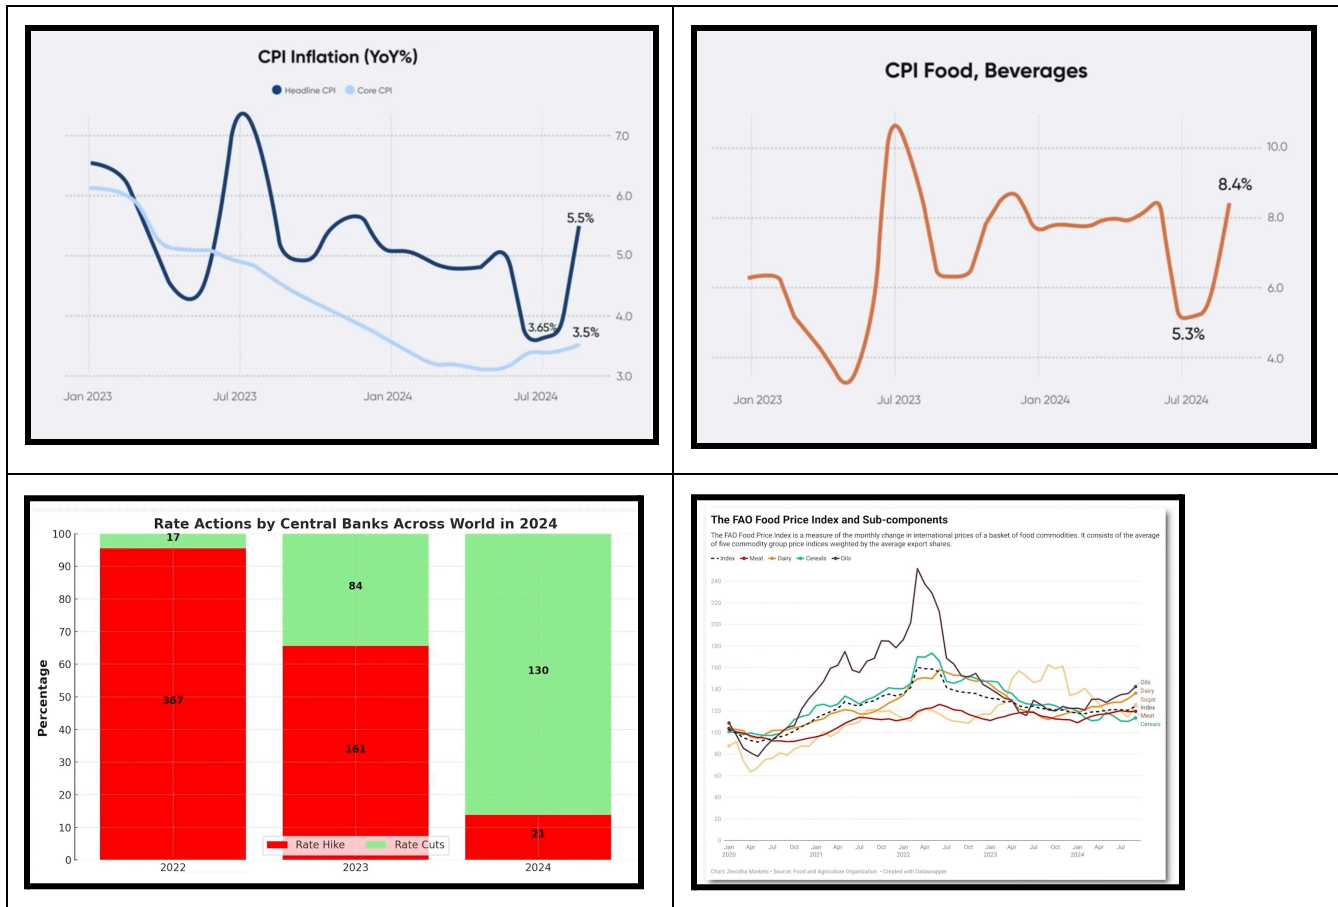 CPI Inflation (YoY%)
Headline CPI Core CPI
7.0
6.0
5.5%
5.0
4.0
3.65%
3.5%
3.0
Jan 2023 Jul 2023 Jan 2024 Jul 2024
CPI Food, Beverages
10.0
8.4%
8.0
6.0
5.3%
4.0
Jan 2023 Jul 2023 Jan 2024 Jul 2024
Rate Actions by Central Banks Across World in 2024
Percentage
100
90
80
70
60
50
40
30
20
10
0
17
84
130
367
161
21
Rate Hike Rate Cuts
2022 2023 2024
The FAO Food Price Index and Sub-components
The FAO Food Price Index is a measure of the monthly change in international prices of a basket of food commodities. It consists of the average
of five commodity group price indices weighted by the average export shares.
Index Meat Dairy Cereals Oils
240
220
200
180
160
140
120
100
80
60
40
20
0
Oils
Dairy
Sugar
Index
Meat
Cereals
Jan Apr Jul Oct Jan Apr Jul Oct Jan Apr Jul Oct Jan Apr Jul Oct Jan Apr Jul
2020 2021 2022 2023 2024
Chart: Zerodha Markets • Source: Food and Agriculture Organization • Created with Datawrapper